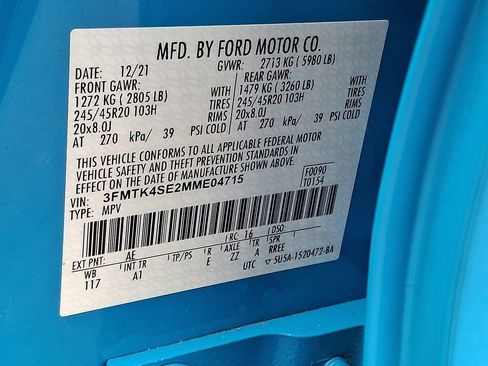 MFD. BY FORD MOTOR CO.
DATE: 12/21 GVWR: 2713 KG ( 5980 LB)
FRONT GAWR: REAR GAWR:
1272 KG ( 2805 LB) WITH 1479 KG ( 3260 LB) WITH
245/45R20 103H TIRES 245/45R20 103H TIRES
20x8.0J RIMS 20x8.0J RIMS
AT 270 kPa/ 39 PSI COLD AT 270 kPa/ 39 PSI COLD
THIS VEHICLE CONFORMS TO ALL APPLICABLE FEDERAL MOTOR
VEHICLE SAFETY AND THEFT PREVENTION STANDARDS IN
EFFECT ON THE DATE OF MANUFACTURE SHOWN ABOVE.
VIN: 3FMTK4SE2MME04715 F0090
TYPE: MPV T0154
EXT PNT: AE RC: 16 DSO:
WB INT TR TP/PS R AXLE TR SPR
117 A1 E ZZ A RREE
UTC ▽5U5A-1520472-BA